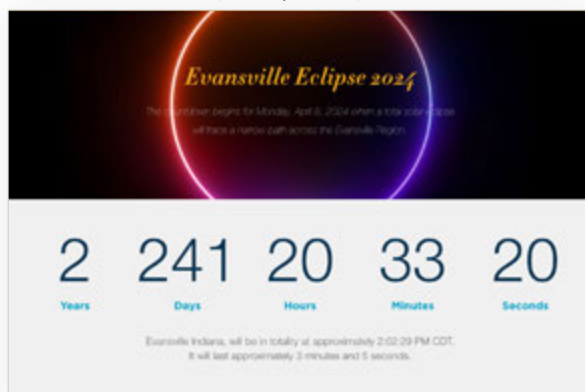 Evansville Eclipse 2024
The countdown begins for Monday, April 8, 2024 when a total solar eclipse
will trace a narrow path across the Evansville Region.
2 241 20 33 20
Years Days Hours Minutes Seconds
Evansville Indiana, will be in totality at approximately 2:02:29 PM CDT.
It will last approximately 3 minutes and 5 seconds.